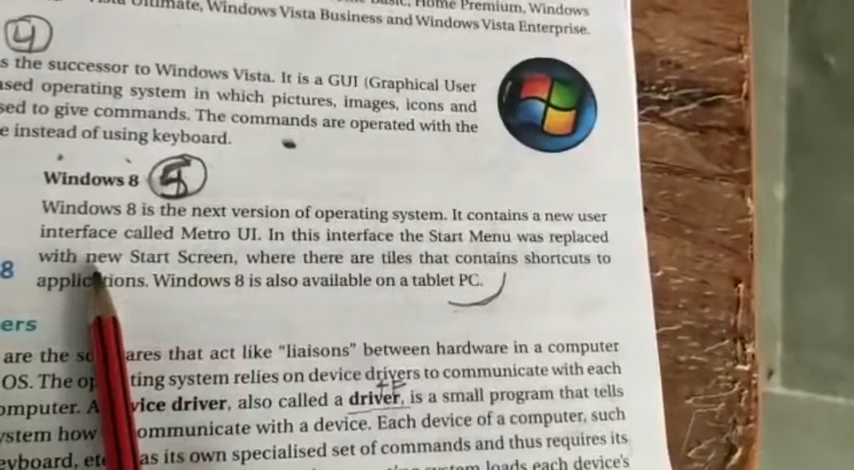 Vista Ultimate, Windows Vista Business and Windows Vista Enterprise.
Basic, Home Premium, Windows
4
s the successor to Windows Vista. It is a GUI (Graphical User
ased operating system in which pictures, images, icons and
sed to give commands. The commands are operated with the
e instead of using keyboard.
Windows 8 5
Windows 8 is the next version of operating system. It contains a new user
interface called Metro UI. In this interface the Start Menu was replaced
with new Start Screen, where there are tiles that contains shortcuts to
8
applications. Windows 8 is also available on a tablet PC.
ers
are the so ares that act like "liaisons" between hardware in a computer
OS. The op ting system relies on device drivers to communicate with each
omputer. A vice driver, also called a driver, is a small program that tells
ystem how ommunicate with a device. Each device of a computer, such
eyboard, etc as its own specialised set of commands and thus requires its
system loads each device's